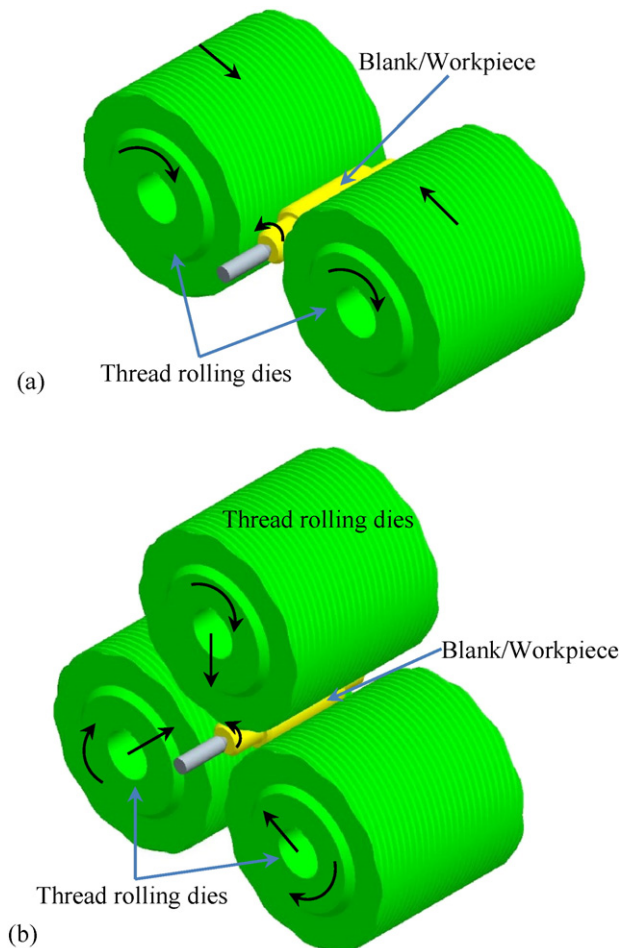 Blank/Workpiece
Thread rolling dies
(a)
Thread rolling dies
Blank/Workpiece
Thread rolling dies
(b)